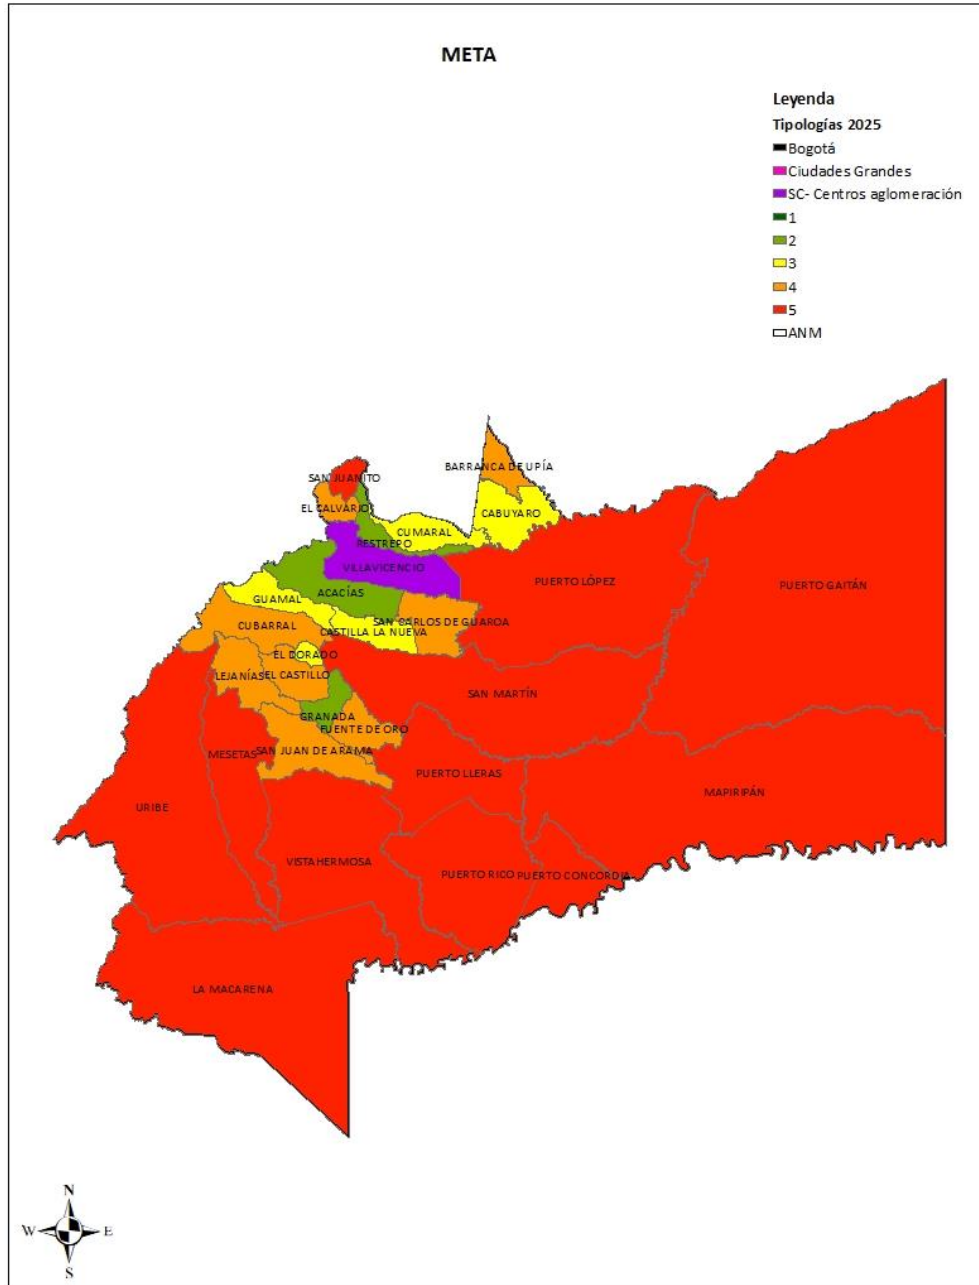 META
Leyenda
Tipologías 2025
Bogotá
Ciudades Grandes
SC- Centros aglomeración
1
2
3
4
5
ANM
BARRANCA DE UPÍA
SAN JUANITO
EL CALVARIO
CABUYARO
CUMARAL
RESTREPO
VILLAVICENCIO
PUERTO LÓPEZ
PUERTO GAITÁN
ACACÍAS
GUAMAL
SAN CARLOS DE GUAROA
CUBARRAL
CASTILLA LA NUEVA
EL DORADO
LEJANÍAS
EL CASTILLO
SAN MARTÍN
GRANADA
FUENTE DE ORO
MESETAS
SAN JUAN DE ARAMA
PUERTO LLERAS
MAPIRIPÁN
URIBE
VISTAHERMOSA
PUERTO RICO
PUERTO CONCORDIA
LA MACARENA
N
W
E
S